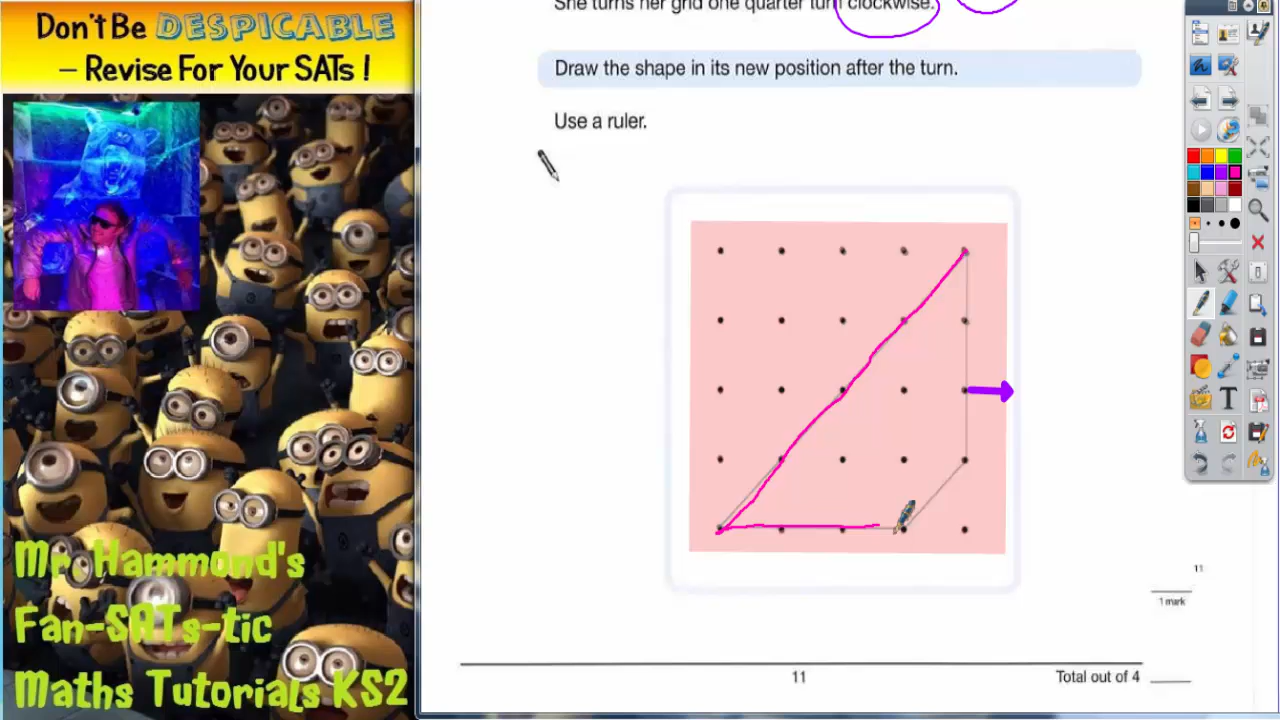 Don't Be DESPICABLE
– Revise For Your SATs !
Mr. Hammond's
Fan-SATs-tic
Maths Tutorials KS2
She turns her grid one quarter turn clockwise.
Draw the shape in its new position after the turn.
Use a ruler.
11
1 mark
11
Total out of 4